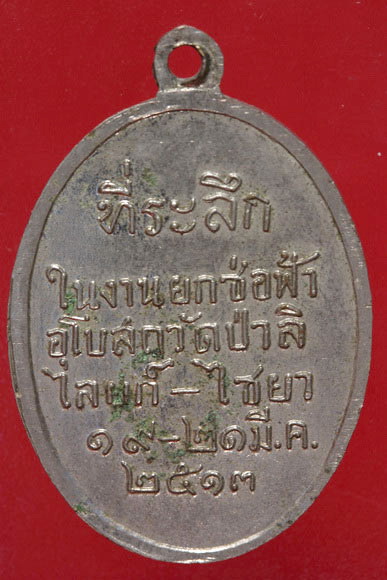 ที่ระลึก
ในงานยกช่อฟ้า
อุโบสถวัดป่าลิ
ไลยก์ - ไชยา
๑๙-๒๑ มี.ค.
๒๕๑๓